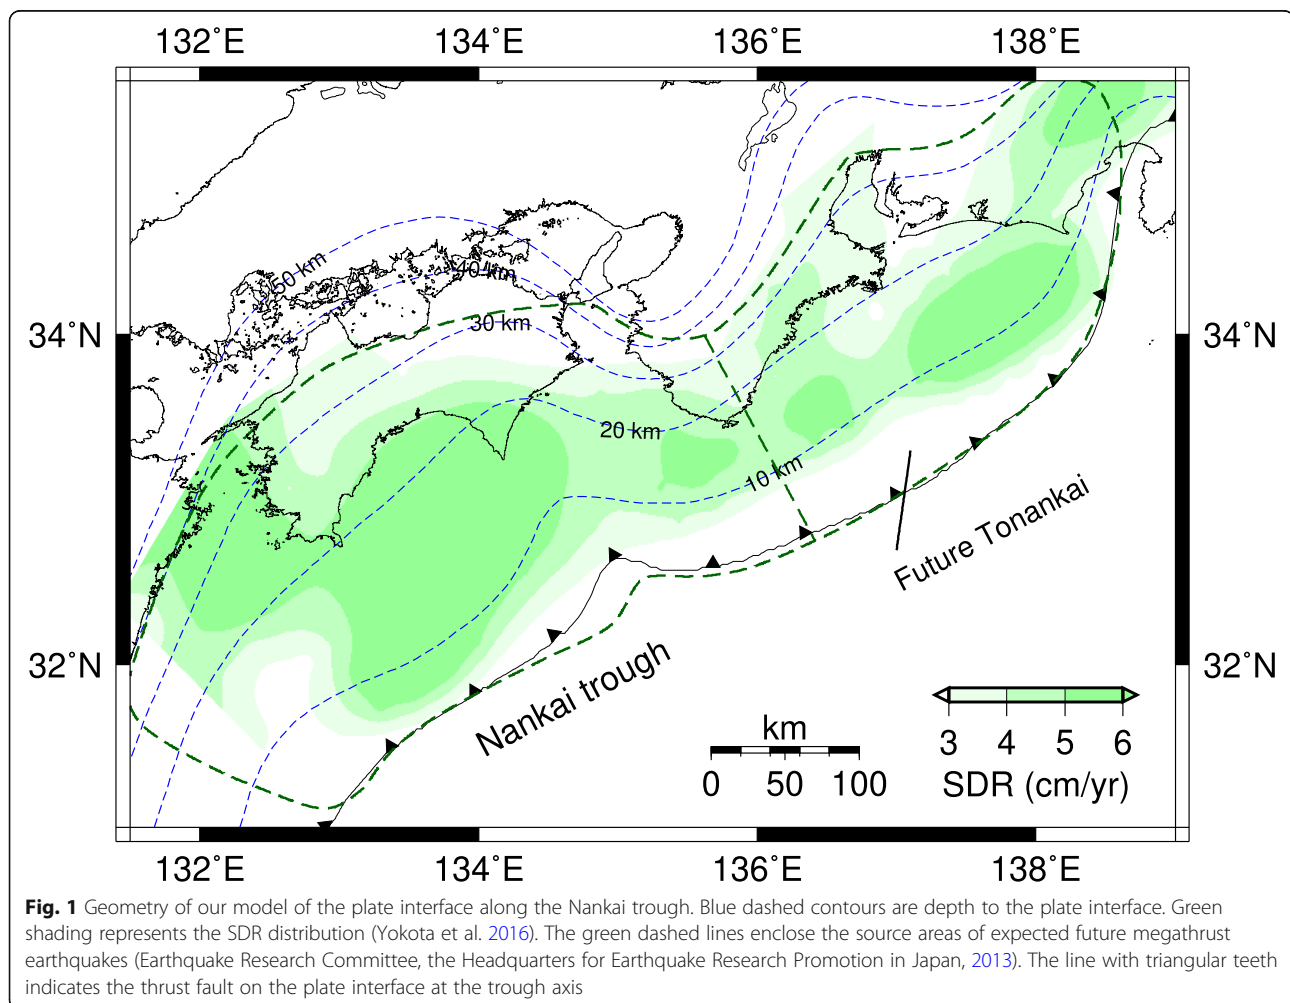 132°E 134°E 136°E 138°E
50 km
40 km
34°N 30 km 34°N
20 km
10 km
Future Tonankai
32°N Nankai trough 32°N
km
0 50 100
3 4 5 6
SDR (cm/yr)
132°E 134°E 136°E 138°E
Fig. 1 Geometry of our model of the plate interface along the Nankai trough. Blue dashed contours are depth to the plate interface. Green
shading represents the SDR distribution (Yokota et al. 2016). The green dashed lines enclose the source areas of expected future megathrust
earthquakes (Earthquake Research Committee, the Headquarters for Earthquake Research Promotion in Japan, 2013). The line with triangular teeth
indicates the thrust fault on the plate interface at the trough axis